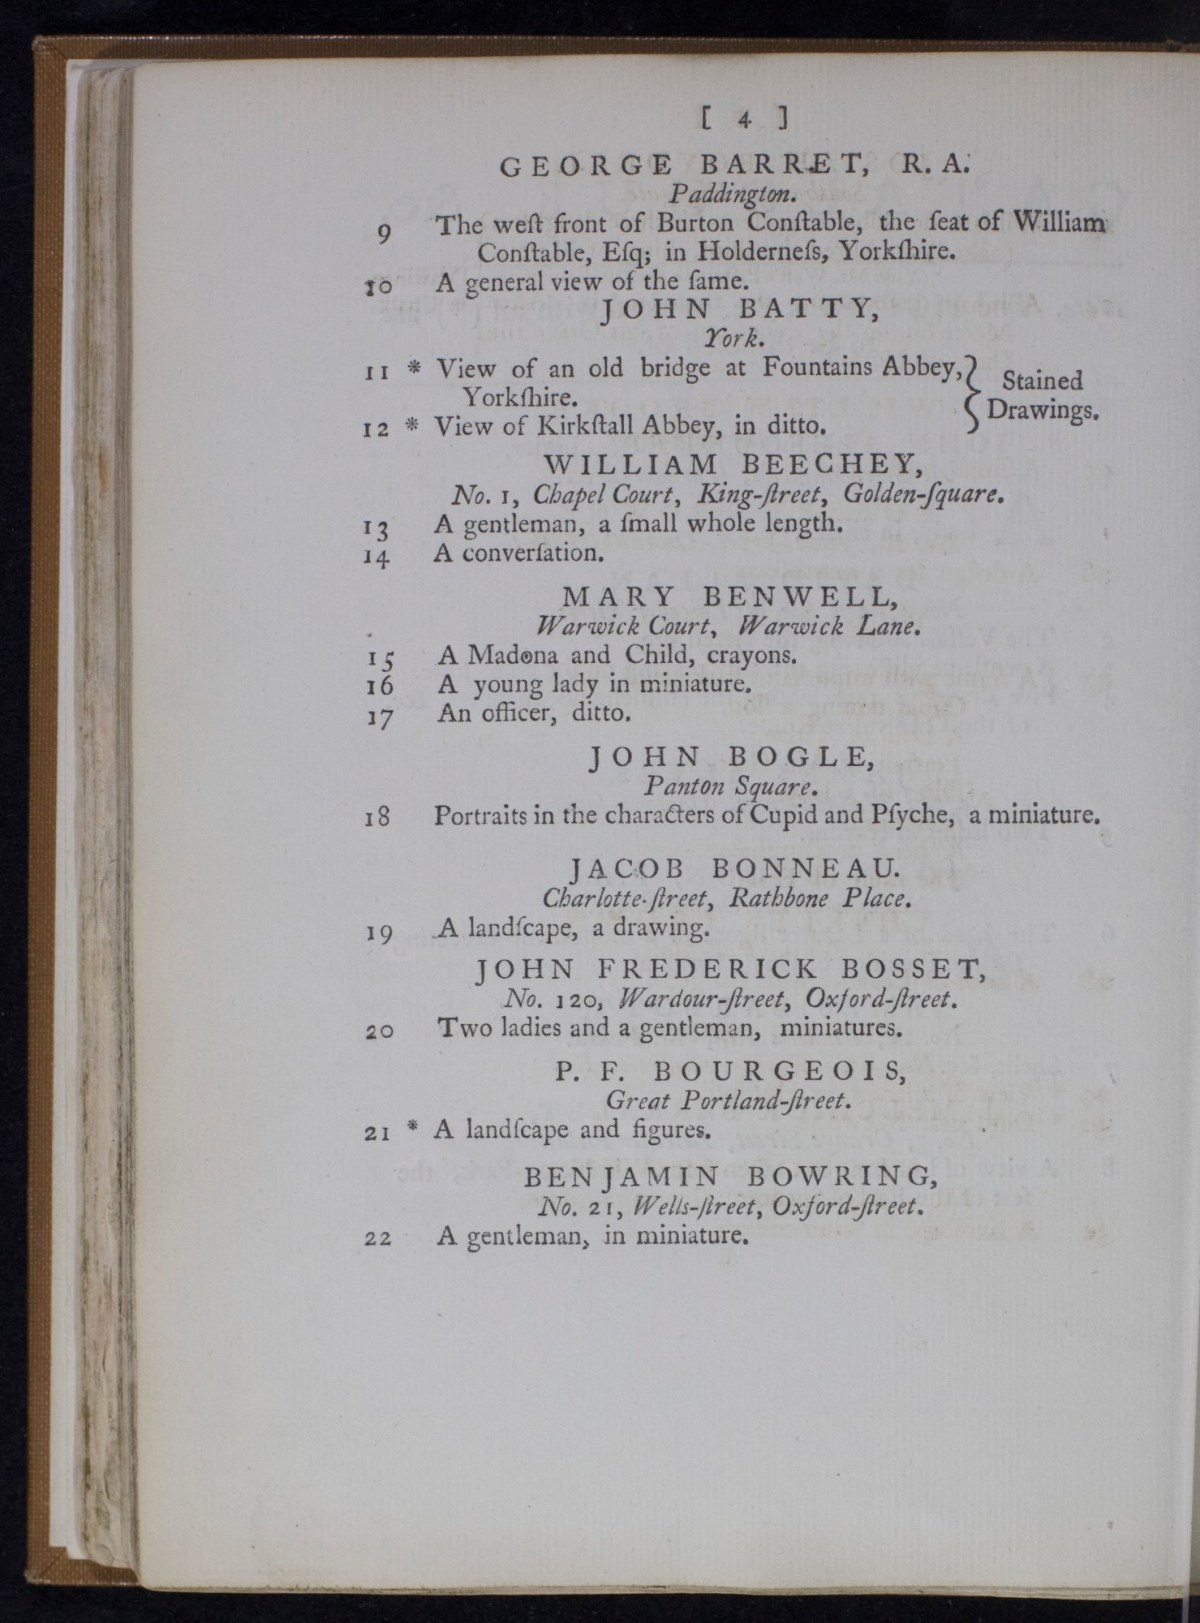 [ 4 ]
GEORGE BARRET, R. A.
Paddington.
9 The weſt front of Burton Conſtable, the ſeat of William
Conſtable, Eſq; in Holderneſs, Yorkſhire.
10 A general view of the ſame.
JOHN BATTY,
York.
11 * View of an old bridge at Fountains Abbey,
Yorkſhire.
12 * View of Kirkſtall Abbey, in ditto.
} Stained
Drawings.
WILLIAM BEECHEY,
No. 1, Chapel Court, King-ſtreet, Golden-ſquare.
13 A gentleman, a ſmall whole length.
14 A converſation.
MARY BENWELL,
Warwick Court, Warwick Lane.
15 A Madona and Child, crayons.
16 A young lady in miniature.
17 An officer, ditto.
JOHN BOGLE,
Panton Square.
18 Portraits in the characters of Cupid and Pſyche, a miniature.
JACOB BONNEAU.
Charlotte-ſtreet, Rathbone Place.
19 A landſcape, a drawing.
JOHN FREDERICK BOSSET,
No. 120, Wardour-ſtreet, Oxford-ſtreet.
20 Two ladies and a gentleman, miniatures.
P. F. BOURGEOIS,
Great Portland-ſtreet.
21 * A landſcape and figures.
BENJAMIN BOWRING,
No. 21, Wells-ſtreet, Oxford-ſtreet.
22 A gentleman, in miniature.